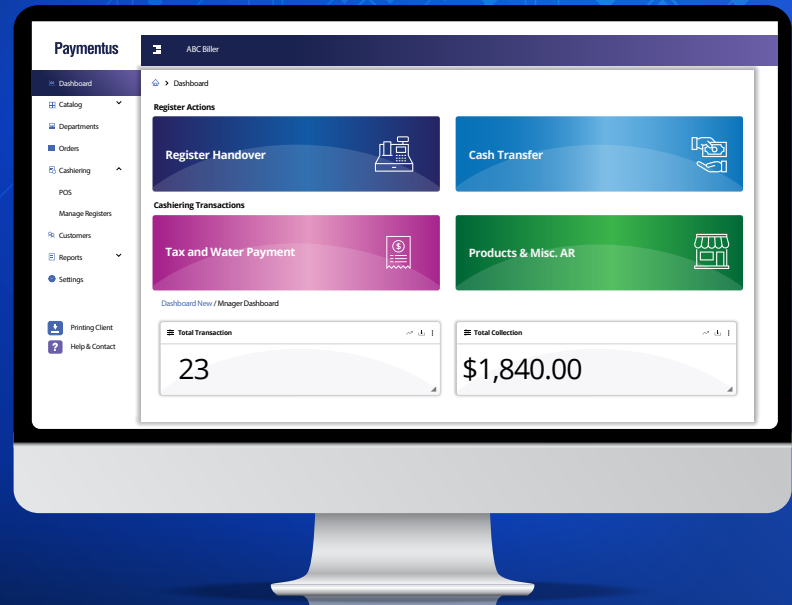 Paymentus
ABC Biller
Dashboard
Catalog
Departments
Orders
Cashiering
POS
Manage Registers
Customers
Reports
Settings
Printing Client
? Help & Contact
> Dashboard
Register Actions
Register Handover
Cash Transfer
Cashiering Transactions
Tax and Water Payment
$
Products & Misc. AR
Dashboard New / Mnager Dashboard
Total Transaction
Total Collection
23
$1,840.00